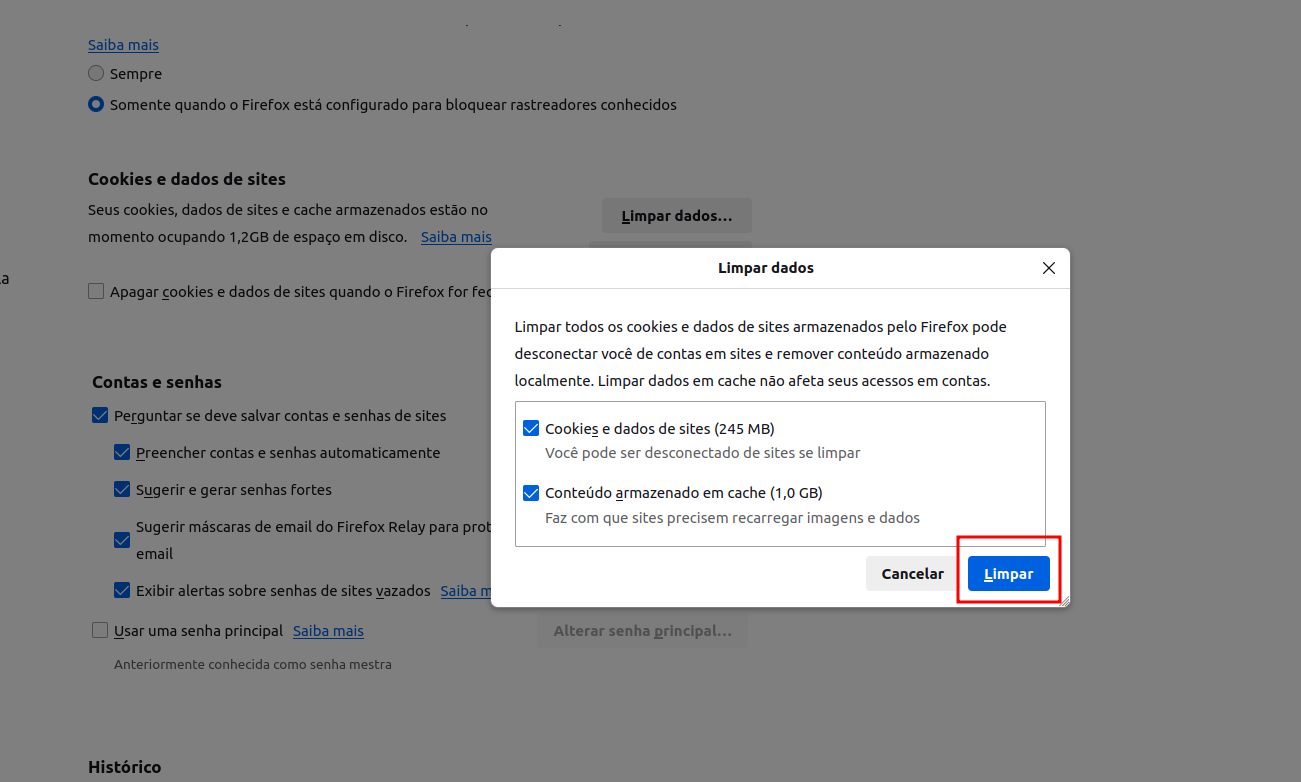 Saiba mais
Sempre
Somente quando o Firefox está configurado para bloquear rastreadores conhecidos
Cookies e dados de sites
Seus cookies, dados de sites e cache armazenados estão no
momento ocupando 1,2GB de espaço em disco. Saiba mais
Limpar dados...
Apagar cookies e dados de sites quando o Firefox for fec
Contas e senhas
Perguntar se deve salvar contas e senhas de sites
Preencher contas e senhas automaticamente
Sugerir e gerar senhas fortes
Sugerir máscaras de email do Firefox Relay para prot
email
Exibir alertas sobre senhas de sites vazados Saiba m
Usar uma senha principal Saiba mais
Alterar senha principal...
Anteriormente conhecida como senha mestra
Histórico
Limpar dados
Limpar todos os cookies e dados de sites armazenados pelo Firefox pode
desconectar você de contas em sites e remover conteúdo armazenado
localmente. Limpar dados em cache não afeta seus acessos em contas.
Cookies e dados de sites (245 MB)
Você pode ser desconectado de sites se limpar
Conteúdo armazenado em cache (1,0 GB)
Faz com que sites precisem recarregar imagens e dados
Cancelar
Limpar